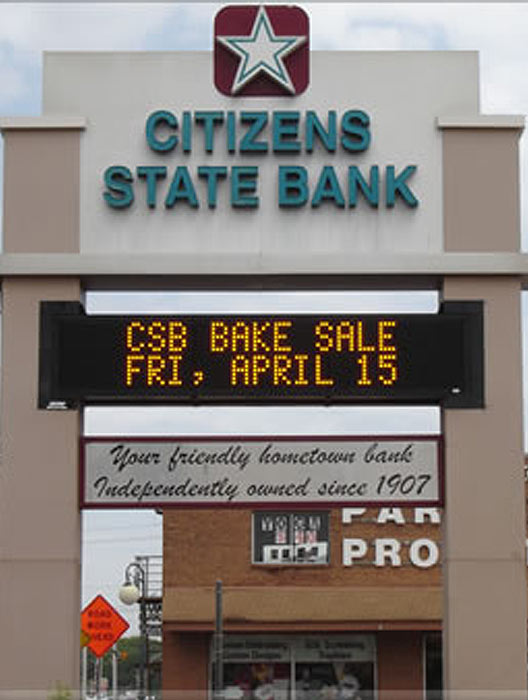 CITIZENS
STATE BANK
CSB BAKE SALE
FRI, APRIL 15
Your friendly hometown bank
Independently owned since 1907
PAR
PRO
ROAD
WORK
AHEAD